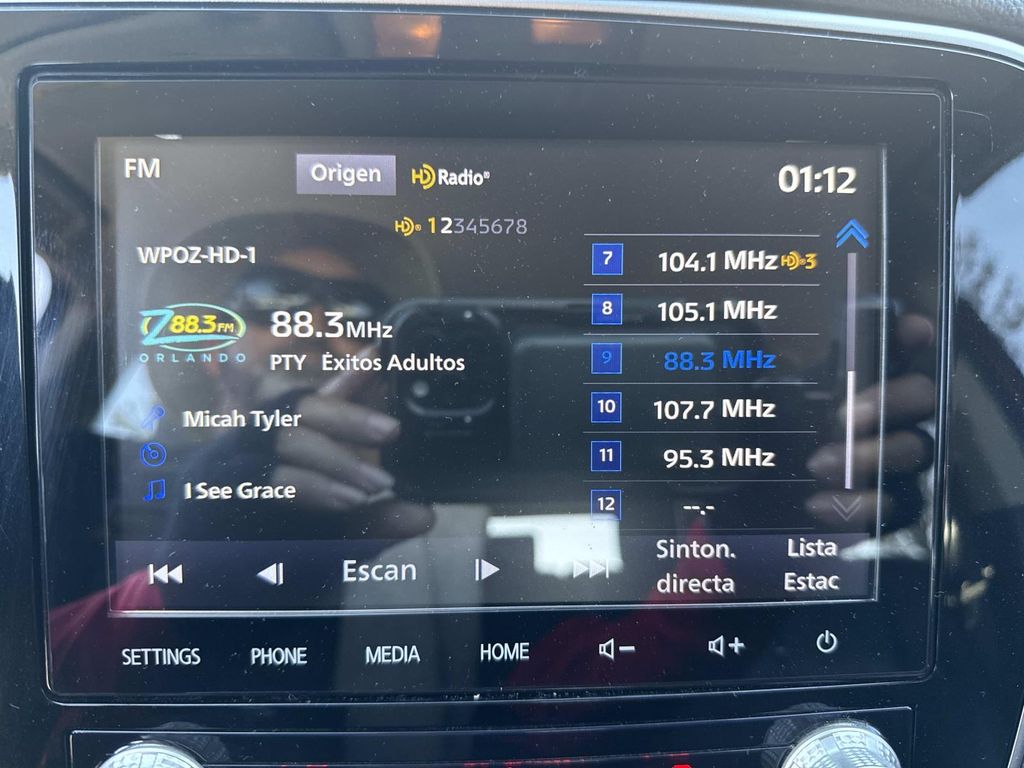 FM
Origen
HD Radio®
01:12
HD® 12345678
WPOZ-HD-1
Z88.3FM
ORLANDO
88.3 MHz
PTY Éxitos Adultos
Micah Tyler
I See Grace
7 104.1 MHz HD®3
8 105.1 MHz
9 88.3 MHz
10 107.7 MHz
11 95.3 MHz
12 --.-
Escan
Sinton.
directa
Lista
Estac
SETTINGS
PHONE
MEDIA
HOME